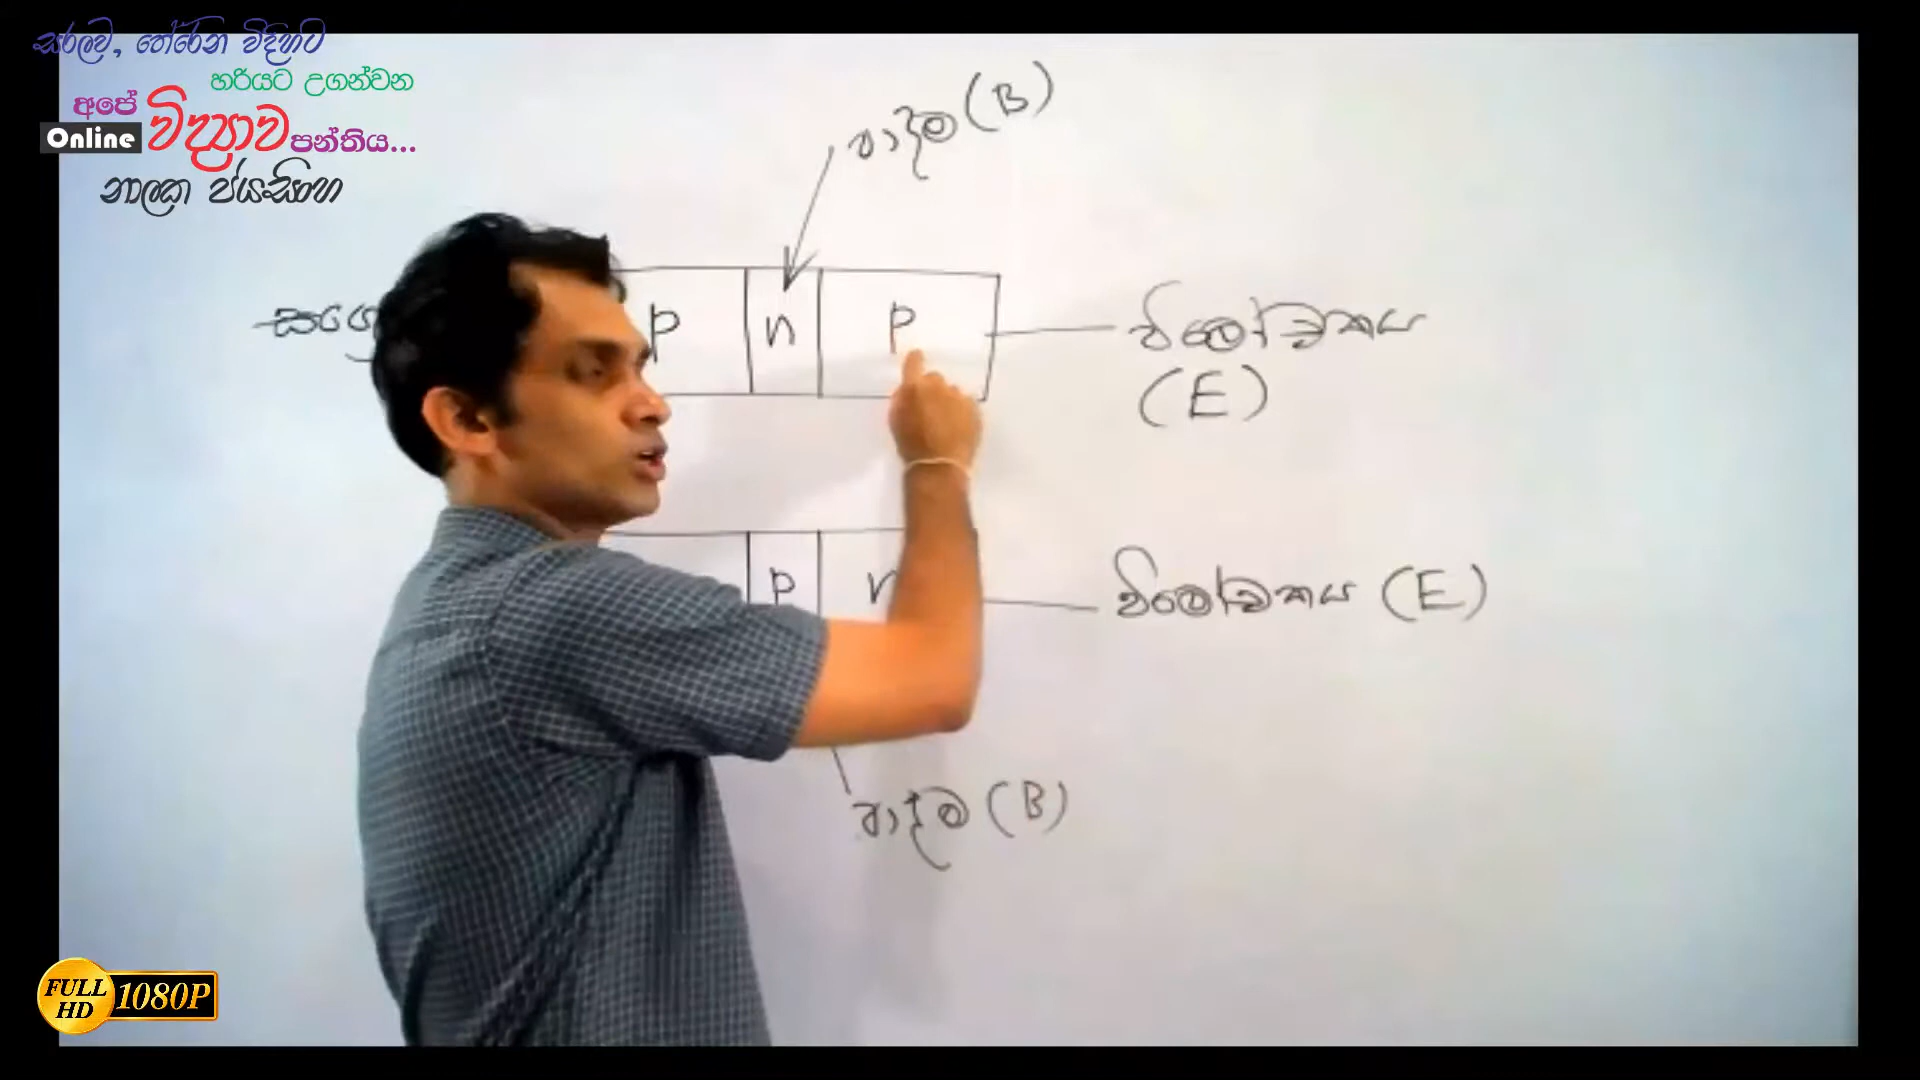 සරලව, තේරෙන විදිහට
හරියට උගන්වන
අපේ
Online විද්‍යාව පන්තිය...
නාලක ජයසිංහ
පාදම (B)
p n p
විමෝචකය
(E)
p n
විමෝචකය (E)
පාදම (B)
FULL HD 1080P